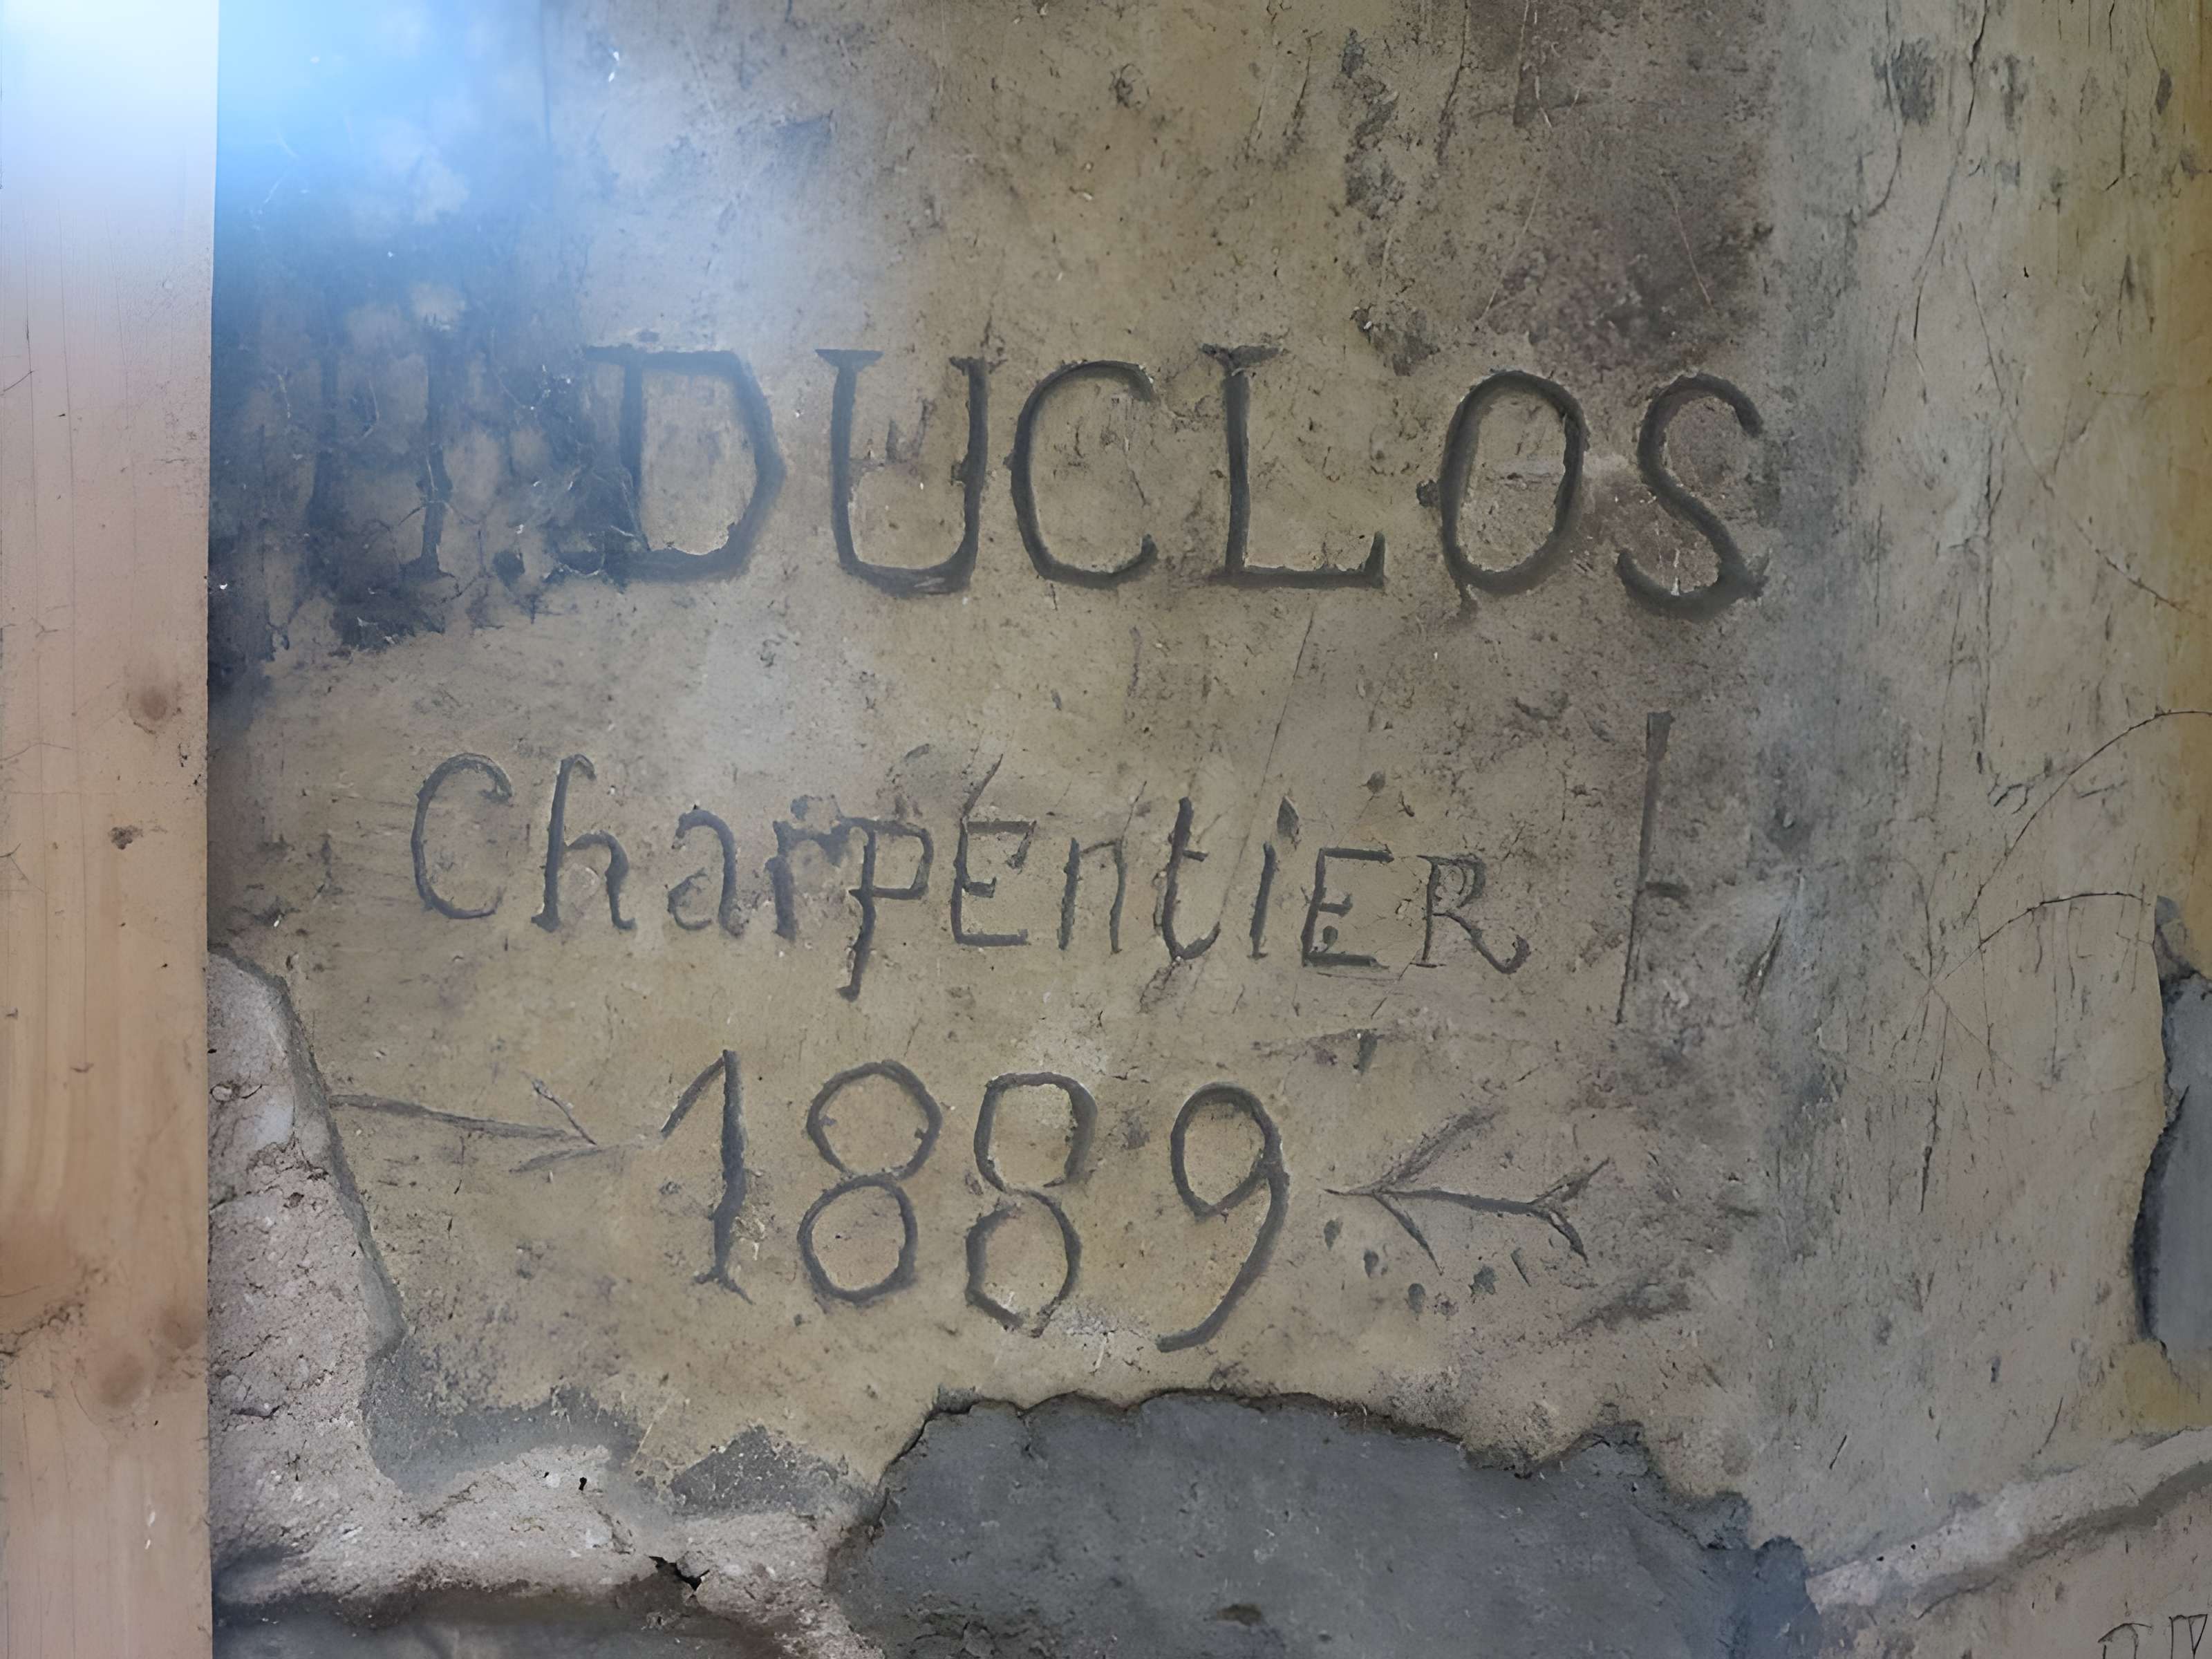 DUCLOS
CharpEntiER
1889